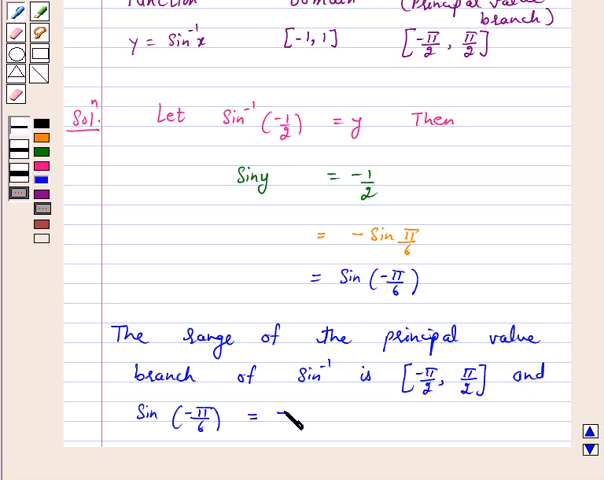 Function Domain (Principal value
branch)
y = Sin⁻¹x [-1, 1] [-π/2, π/2]
Solⁿ. Let Sin⁻¹(-1/2) = y Then
Sin y = -1/2
= - Sin π/6
= Sin (-π/6)
The range of the principal value
branch of Sin⁻¹ is [-π/2, π/2] and
Sin (-π/6) = -